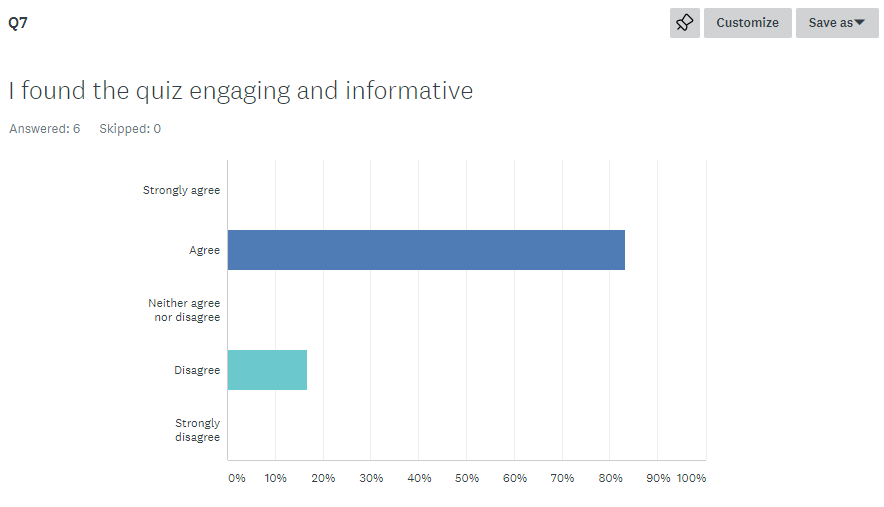 Q7
Customize
Save as
I found the quiz engaging and informative
Answered: 6 Skipped: 0
Strongly agree
Agree
Neither agree
nor disagree
Disagree
Strongly
disagree
0% 10% 20% 30% 40% 50% 60% 70% 80% 90% 100%